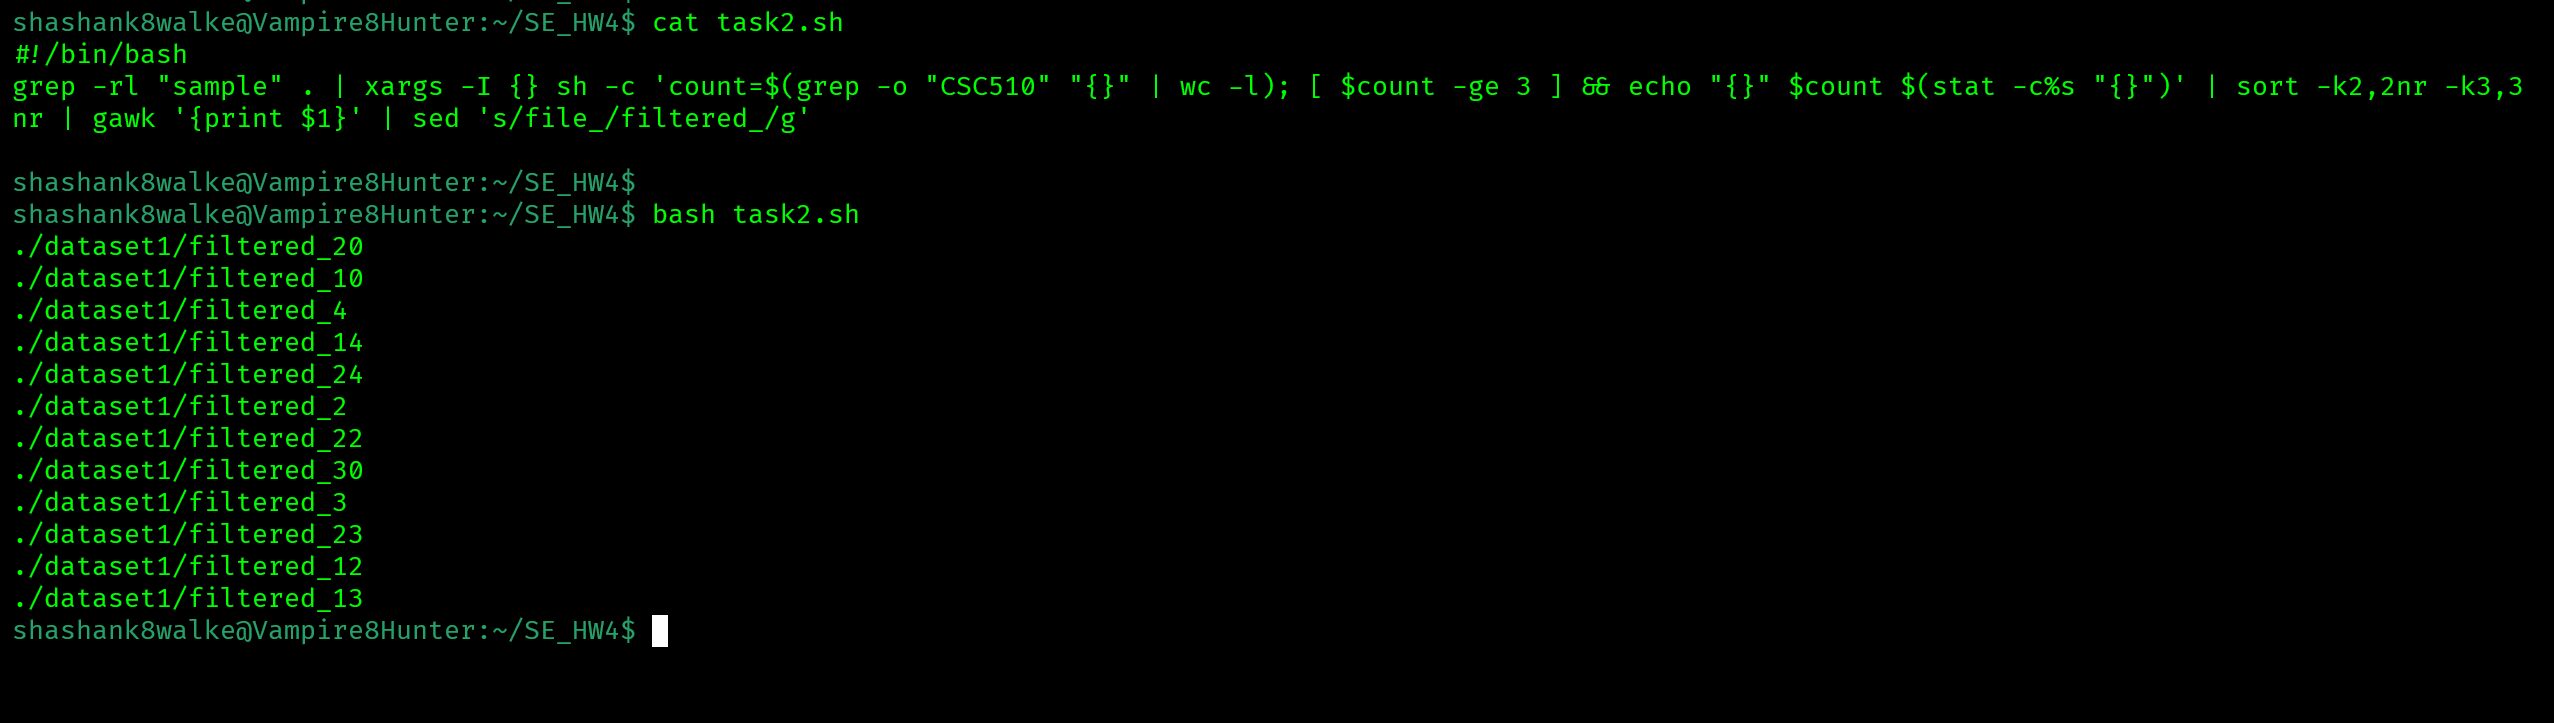 shashank8walke@Vampire8Hunter:~/SE_HW4$ cat task2.sh
#!/bin/bash
grep -rl "sample" . | xargs -I {} sh -c 'count=$(grep -o "CSC510" "{}" | wc -l); [ $count -ge 3 ] && echo "{}" $count $(stat -c%s "{}")' | sort -k2,2nr -k3,3
nr | gawk '{print $1}' | sed 's/file_/filtered_/g'
shashank8walke@Vampire8Hunter:~/SE_HW4$
shashank8walke@Vampire8Hunter:~/SE_HW4$ bash task2.sh
./dataset1/filtered_20
./dataset1/filtered_10
./dataset1/filtered_4
./dataset1/filtered_14
./dataset1/filtered_24
./dataset1/filtered_2
./dataset1/filtered_22
./dataset1/filtered_30
./dataset1/filtered_3
./dataset1/filtered_23
./dataset1/filtered_12
./dataset1/filtered_13
shashank8walke@Vampire8Hunter:~/SE_HW4$